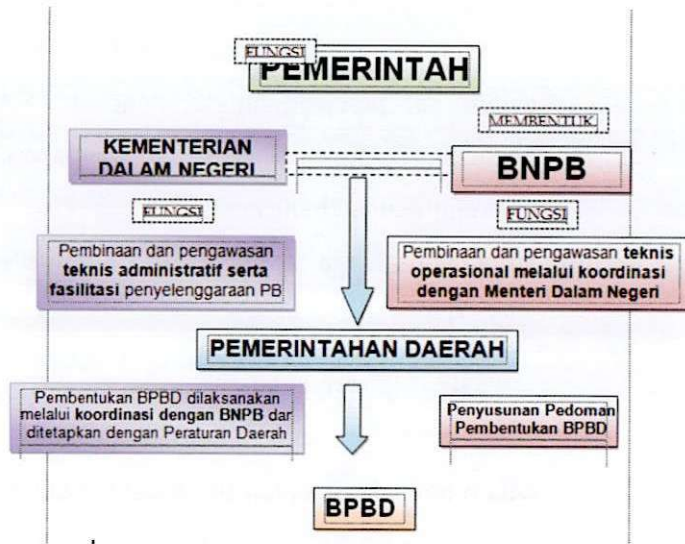 FUNGSI
PEMERINTAH
MEMBENTUK
KEMENTERIAN
DALAM NEGERI
BNPB
FUNGSI
FUNGSI
Pembinaan dan pengawasan
teknis administratif serta
fasilitasi penyelenggaraan PB
Pembinaan dan pengawasan teknis
operasional melalui koordinasi
dengan Menteri Dalam Negeri
PEMERINTAHAN DAERAH
Pembentukan BPBD dilaksanakan
melalui koordinasi dengan BNPB dar
ditetapkan dengan Peraturan Daerah
Penyusunan Pedoman
Pembentukan BPBD
BPBD